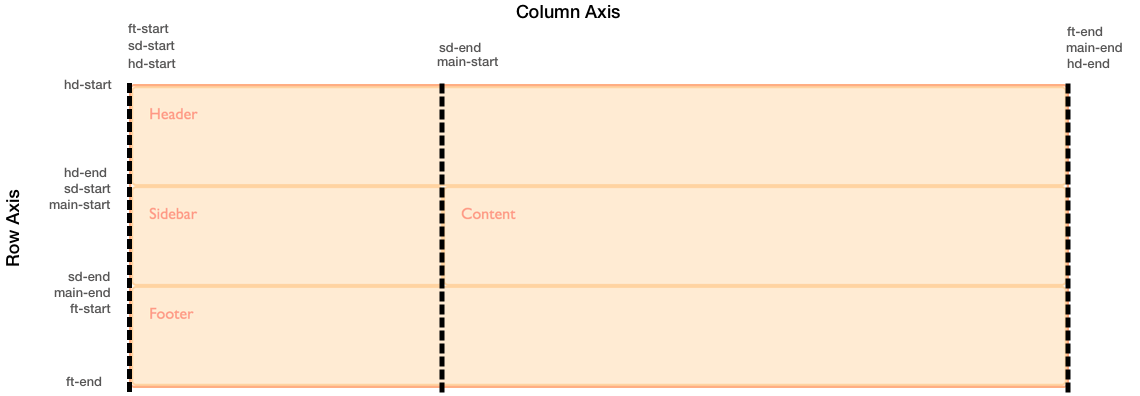 Column Axis
ft-start
sd-start
hd-start
sd-end
main-start
ft-end
main-end
hd-end
hd-start
Header
hd-end
sd-start
main-start
Row Axis
Sidebar
Content
sd-end
main-end
ft-start
Footer
ft-end